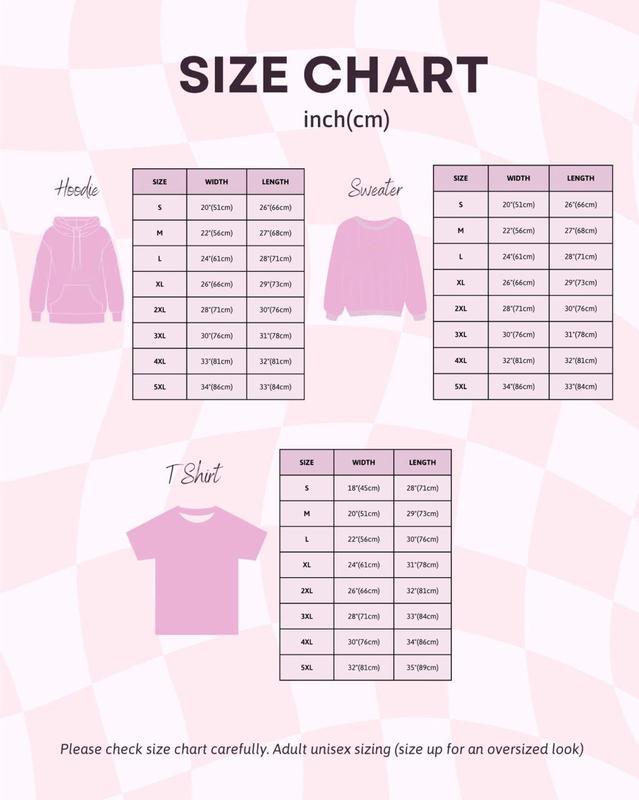 SIZE CHART
inch(cm)
Hoodie
SIZE WIDTH LENGTH
S 20"(51cm) 26"(66cm)
M 22"(56cm) 27"(68cm)
L 24"(61cm) 28"(71cm)
XL 26"(66cm) 29"(73cm)
2XL 28"(71cm) 30"(76cm)
3XL 30"(76cm) 31"(78cm)
4XL 33"(81cm) 32"(81cm)
5XL 34"(86cm) 33"(84cm)
Sweater
SIZE WIDTH LENGTH
S 20"(51cm) 26"(66cm)
M 22"(56cm) 27"(68cm)
L 24"(61cm) 28"(71cm)
XL 26"(66cm) 29"(73cm)
2XL 28"(71cm) 30"(76cm)
3XL 30"(76cm) 31"(78cm)
4XL 32"(81cm) 32"(81cm)
5XL 34"(86cm) 33"(84cm)
T Shirt
SIZE WIDTH LENGTH
S 18"(45cm) 28"(71cm)
M 20"(51cm) 29"(73cm)
L 22"(56cm) 30"(76cm)
XL 24"(61cm) 31"(78cm)
2XL 26"(66cm) 32"(81cm)
3XL 28"(71cm) 33"(84cm)
4XL 30"(76cm) 34"(86cm)
5XL 32"(81cm) 35"(89cm)
Please check size chart carefully. Adult unisex sizing (size up for an oversized look)